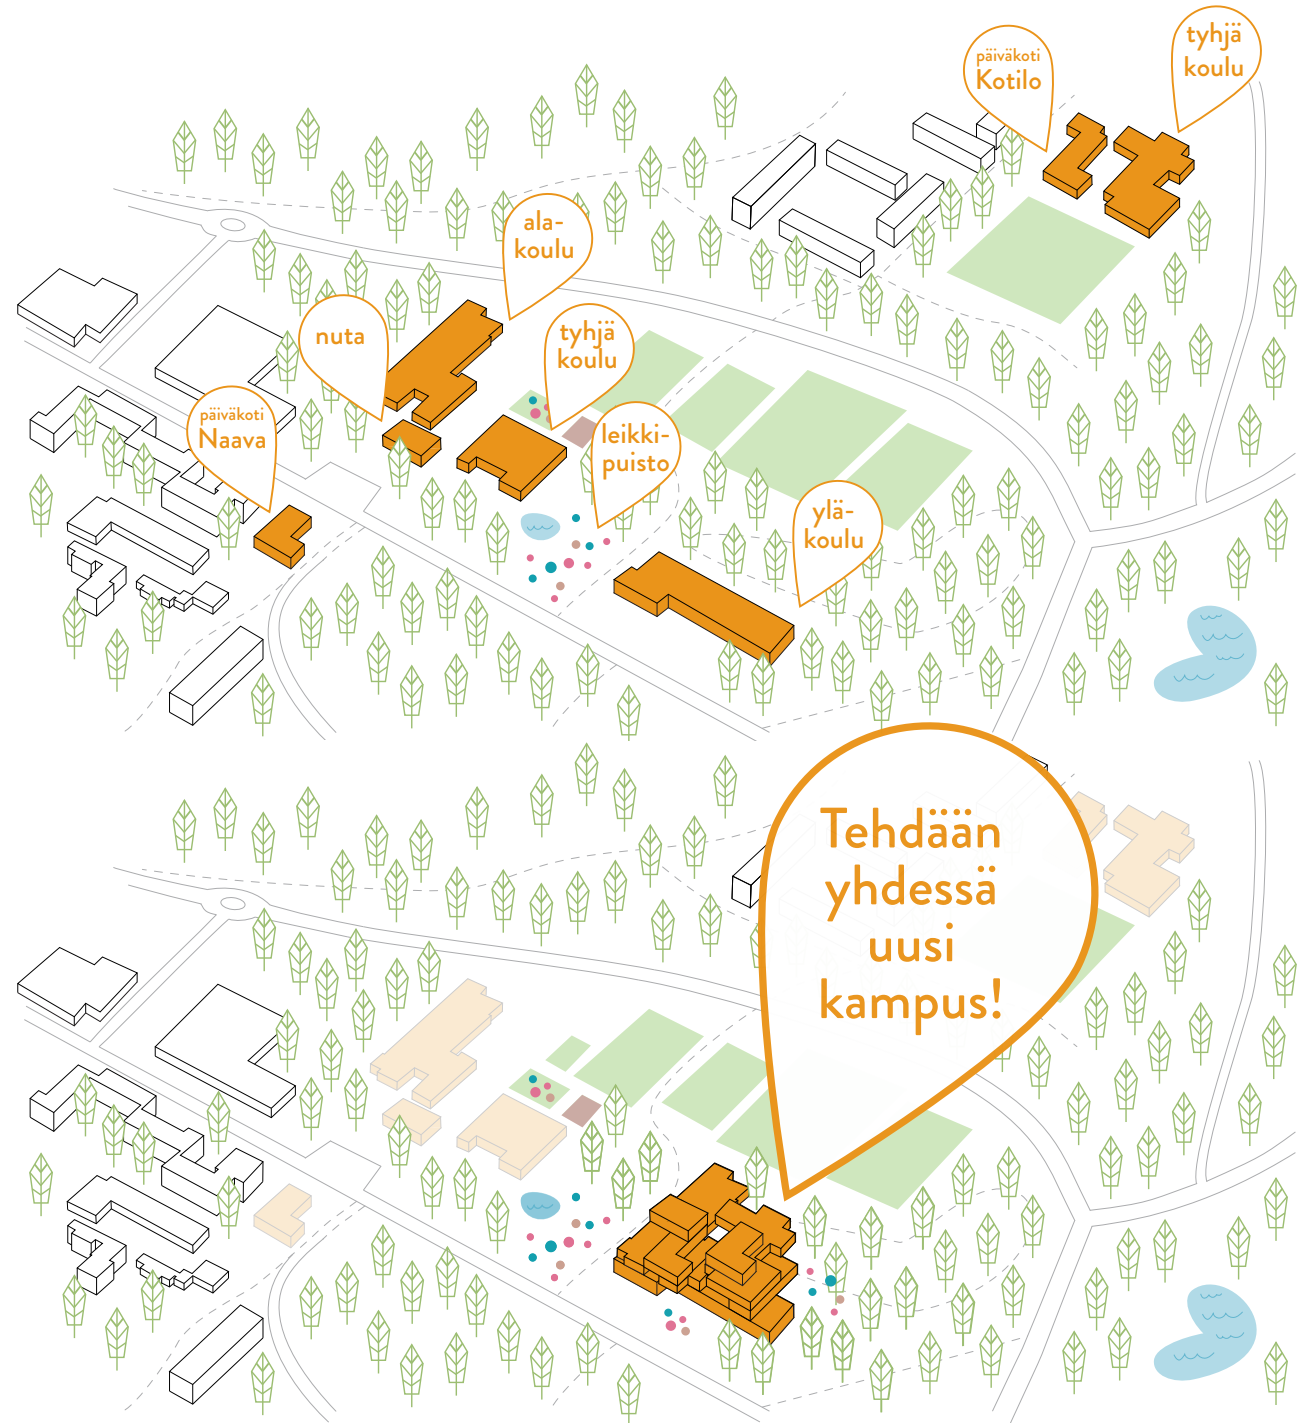 päiväkoti
Kotilo
tyhjä
koulu
ala-
koulu
nuta
tyhjä
koulu
päiväkoti
Naava
leikki-
puisto
ylä-
koulu
Tehdään
yhdessä
uusi
kampus!